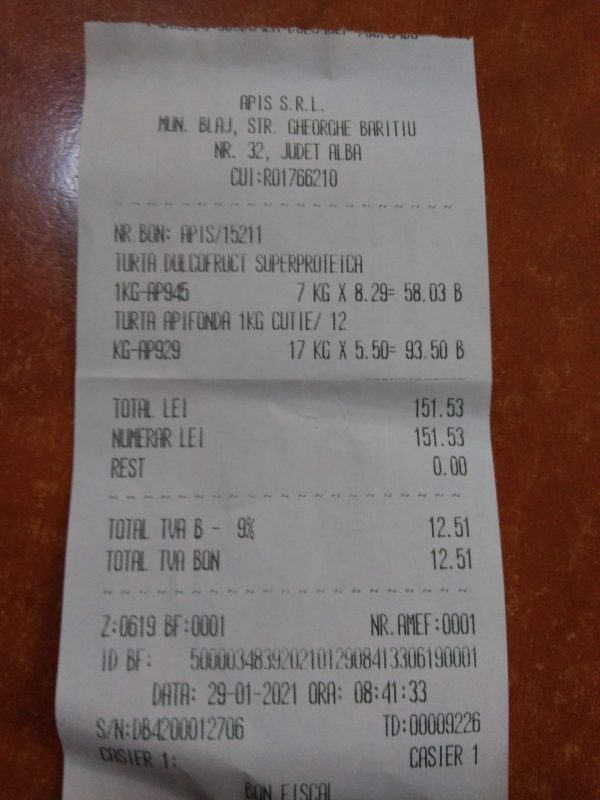 APIS S.R.L.
MUN. BLAJ, STR. GHEORGHE BARITIU
NR. 32, JUDET ALBA
CUI:RO1766210
NR.BON: APIS/15211
TURTA DULCOFRUCT SUPERPROTEICA
1KG-AP945 7 KG X 8.29= 58.03 B
TURTA APIFONDA 1KG CUTIE/ 12
KG-AP929 17 KG X 5.50= 93.50 B
TOTAL LEI 151.53
NUMERAR LEI 151.53
REST 0.00
TOTAL TVA B - 9% 12.51
TOTAL TVA BON 12.51
Z:0619 BF:0001 NR.AMEF:0001
ID BF: 50000348392021012908413306190001
DATA: 29-01-2021 ORA: 08:41:33
S/N:DB4200012706 TD:00009226
CASIER 1: CASIER 1
BON FISCAL